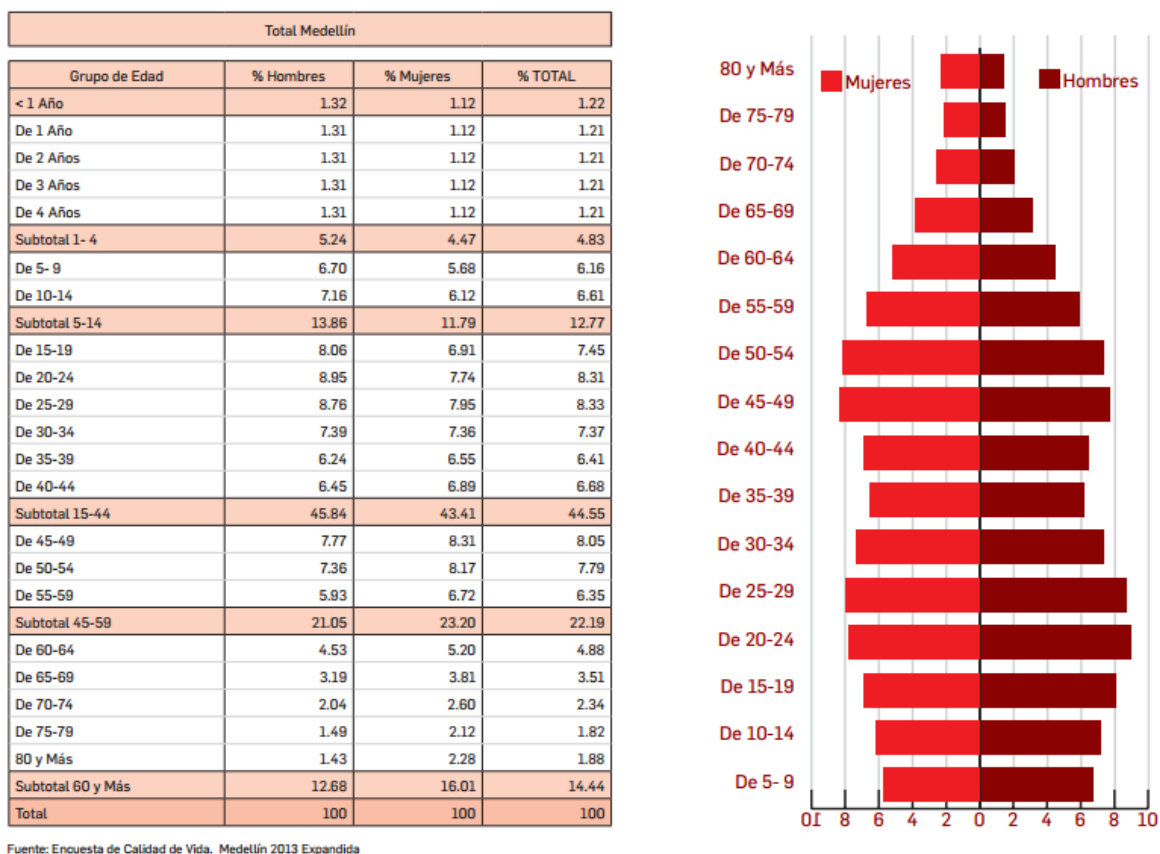 Total Medellín
Grupo de Edad % Hombres % Mujeres % TOTAL
< 1 Año 1.32 1.12 1.22
De 1 Año 1.31 1.12 1.21
De 2 Años 1.31 1.12 1.21
De 3 Años 1.31 1.12 1.21
De 4 Años 1.31 1.12 1.21
Subtotal 1- 4 5.24 4.47 4.83
De 5- 9 6.70 5.68 6.16
De 10-14 7.16 6.12 6.61
Subtotal 5-14 13.86 11.79 12.77
De 15-19 8.06 6.91 7.45
De 20-24 8.95 7.74 8.31
De 25-29 8.76 7.95 8.33
De 30-34 7.39 7.36 7.37
De 35-39 6.24 6.55 6.41
De 40-44 6.45 6.89 6.68
Subtotal 15-44 45.84 43.41 44.55
De 45-49 7.77 8.31 8.05
De 50-54 7.36 8.17 7.79
De 55-59 5.93 6.72 6.35
Subtotal 45-59 21.05 23.20 22.19
De 60-64 4.53 5.20 4.88
De 65-69 3.19 3.81 3.51
De 70-74 2.04 2.60 2.34
De 75-79 1.49 2.12 1.82
80 y Más 1.43 2.28 1.88
Subtotal 60 y Más 12.68 16.01 14.44
Total 100 100 100
Fuente: Encuesta de Calidad de Vida. Medellín 2013 Expandida
80 y Más
Mujeres Hombres
De 75-79
De 70-74
De 65-69
De 60-64
De 55-59
De 50-54
De 45-49
De 40-44
De 35-39
De 30-34
De 25-29
De 20-24
De 15-19
De 10-14
De 5- 9
01 8 6 4 2 0 2 4 6 8 10